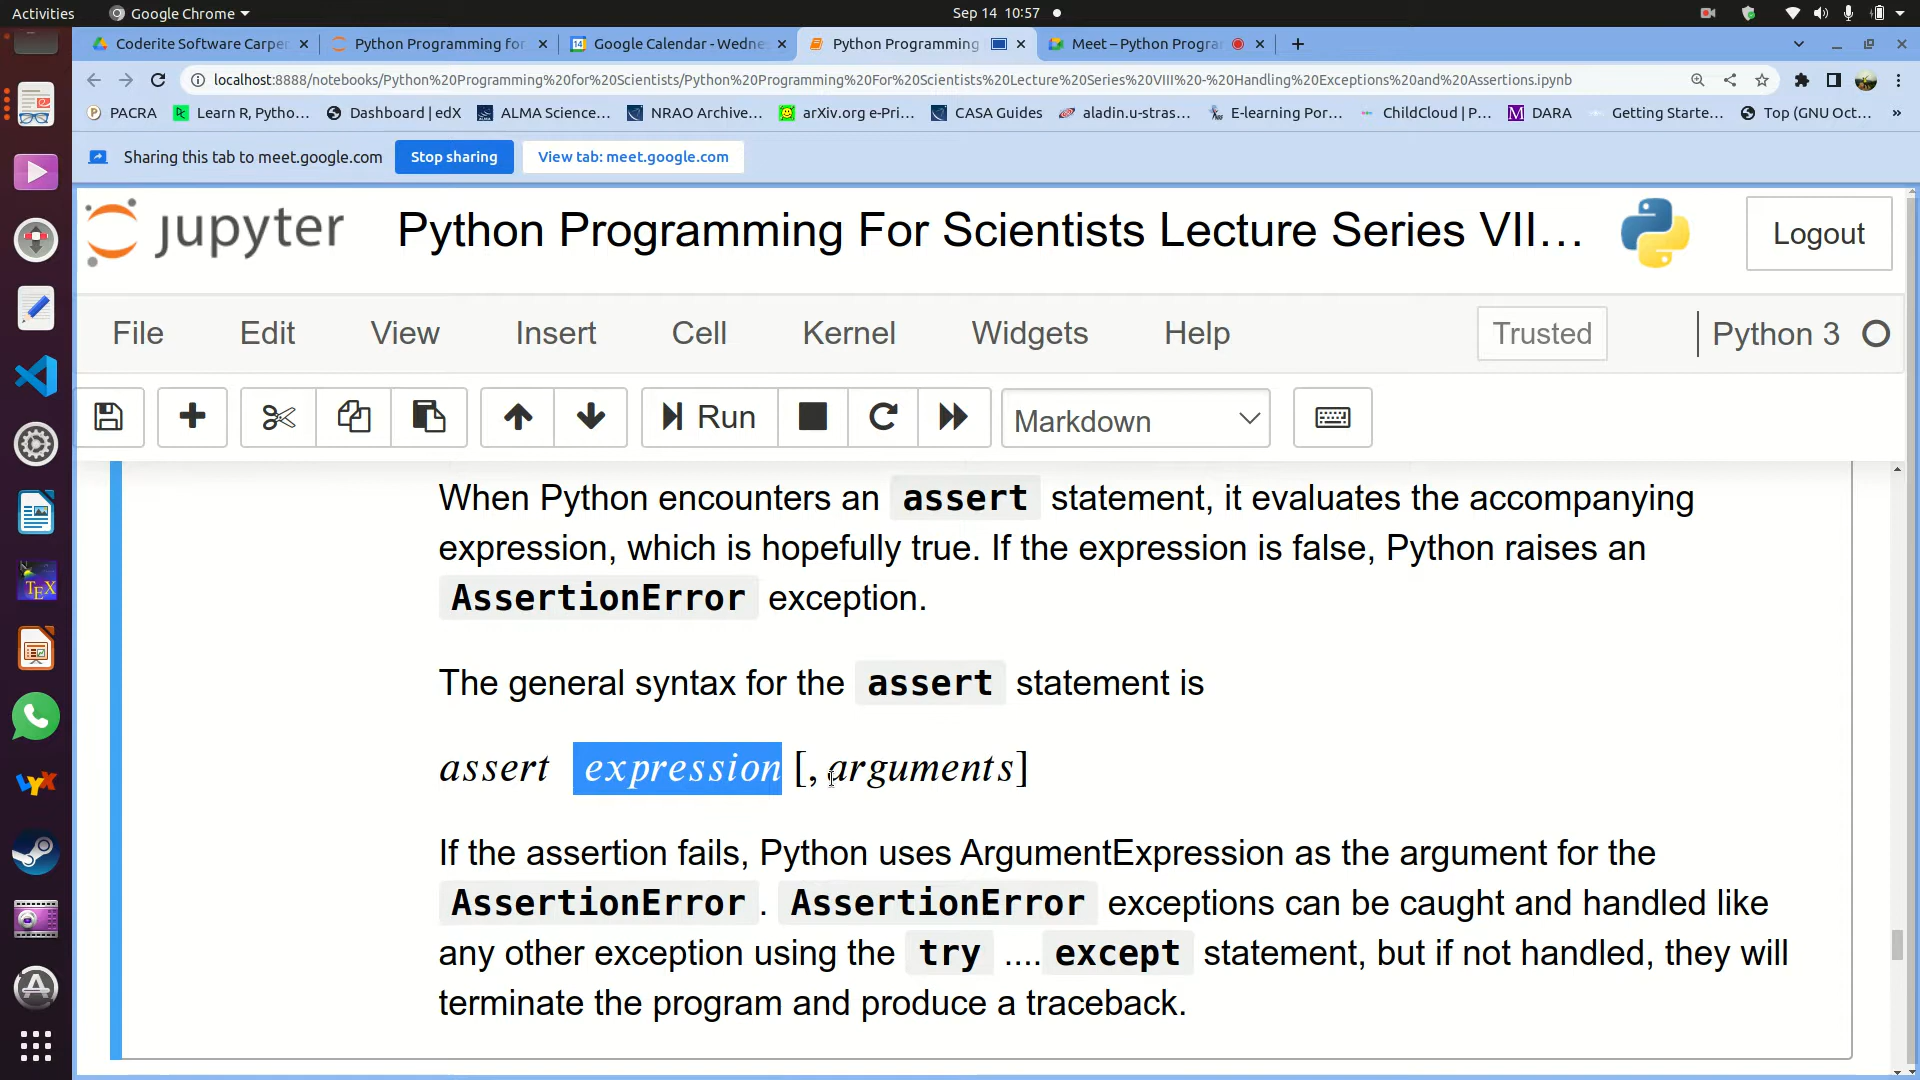 Activities
Google Chrome
Sep 14 10:57
Coderite Software Carpe
Python Programming for
Google Calendar - Wedne
Python Programming
Meet – Python Progra
localhost:8888/notebooks/Python%20Programming%20for%20Scientists/Python%20Programming%20For%20Scientists%20Lecture%20Series%20VIII%20-%20Handling%20Exceptions%20and%20Assertions.ipynb
PACRA
Learn R, Pytho...
Dashboard | edX
ALMA Science...
NRAO Archive...
arXiv.org e-Pri...
CASA Guides
aladin.u-stras...
E-learning Por...
ChildCloud | P...
DARA
Getting Starte...
Top (GNU Oct...
Sharing this tab to meet.google.com
Stop sharing
View tab: meet.google.com
jupyter
Python Programming For Scientists Lecture Series VII...
Logout
File Edit View Insert Cell Kernel Widgets Help
Trusted
Python 3
Run
Markdown
When Python encounters an assert statement, it evaluates the accompanying
expression, which is hopefully true. If the expression is false, Python raises an
AssertionError exception.
The general syntax for the assert statement is
assert expression [, arguments]
If the assertion fails, Python uses ArgumentExpression as the argument for the
AssertionError . AssertionError exceptions can be caught and handled like
any other exception using the try .... except statement, but if not handled, they will
terminate the program and produce a traceback.